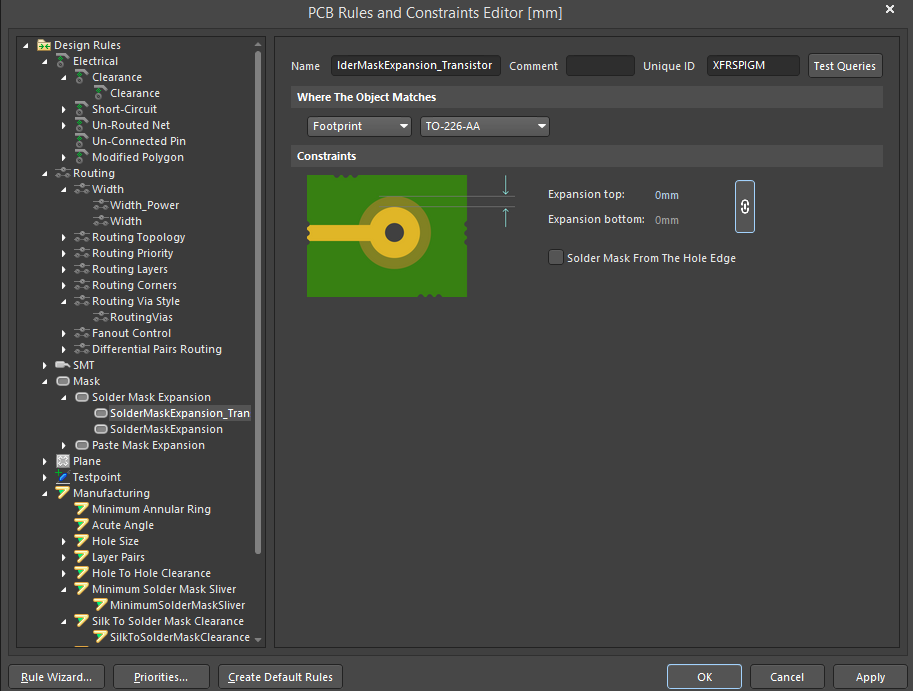 PCB Rules and Constraints Editor [mm]
Design Rules
Electrical
Clearance
Clearance
Short-Circuit
Un-Routed Net
Un-Connected Pin
Modified Polygon
Routing
Width
Width_Power
Width
Routing Topology
Routing Priority
Routing Layers
Routing Corners
Routing Via Style
RoutingVias
Fanout Control
Differential Pairs Routing
SMT
Mask
Solder Mask Expansion
SolderMaskExpansion_Tran
SolderMaskExpansion
Paste Mask Expansion
Plane
Testpoint
Manufacturing
Minimum Annular Ring
Acute Angle
Hole Size
Layer Pairs
Hole To Hole Clearance
Minimum Solder Mask Sliver
MinimumSolderMaskSliver
Silk To Solder Mask Clearance
SilkToSolderMaskClearance
Name lderMaskExpansion_Transistor Comment Unique ID XFRSPIGM Test Queries
Where The Object Matches
Footprint TO-226-AA
Constraints
Expansion top: 0mm
Expansion bottom: 0mm
Solder Mask From The Hole Edge
Rule Wizard... Priorities... Create Default Rules OK Cancel Apply